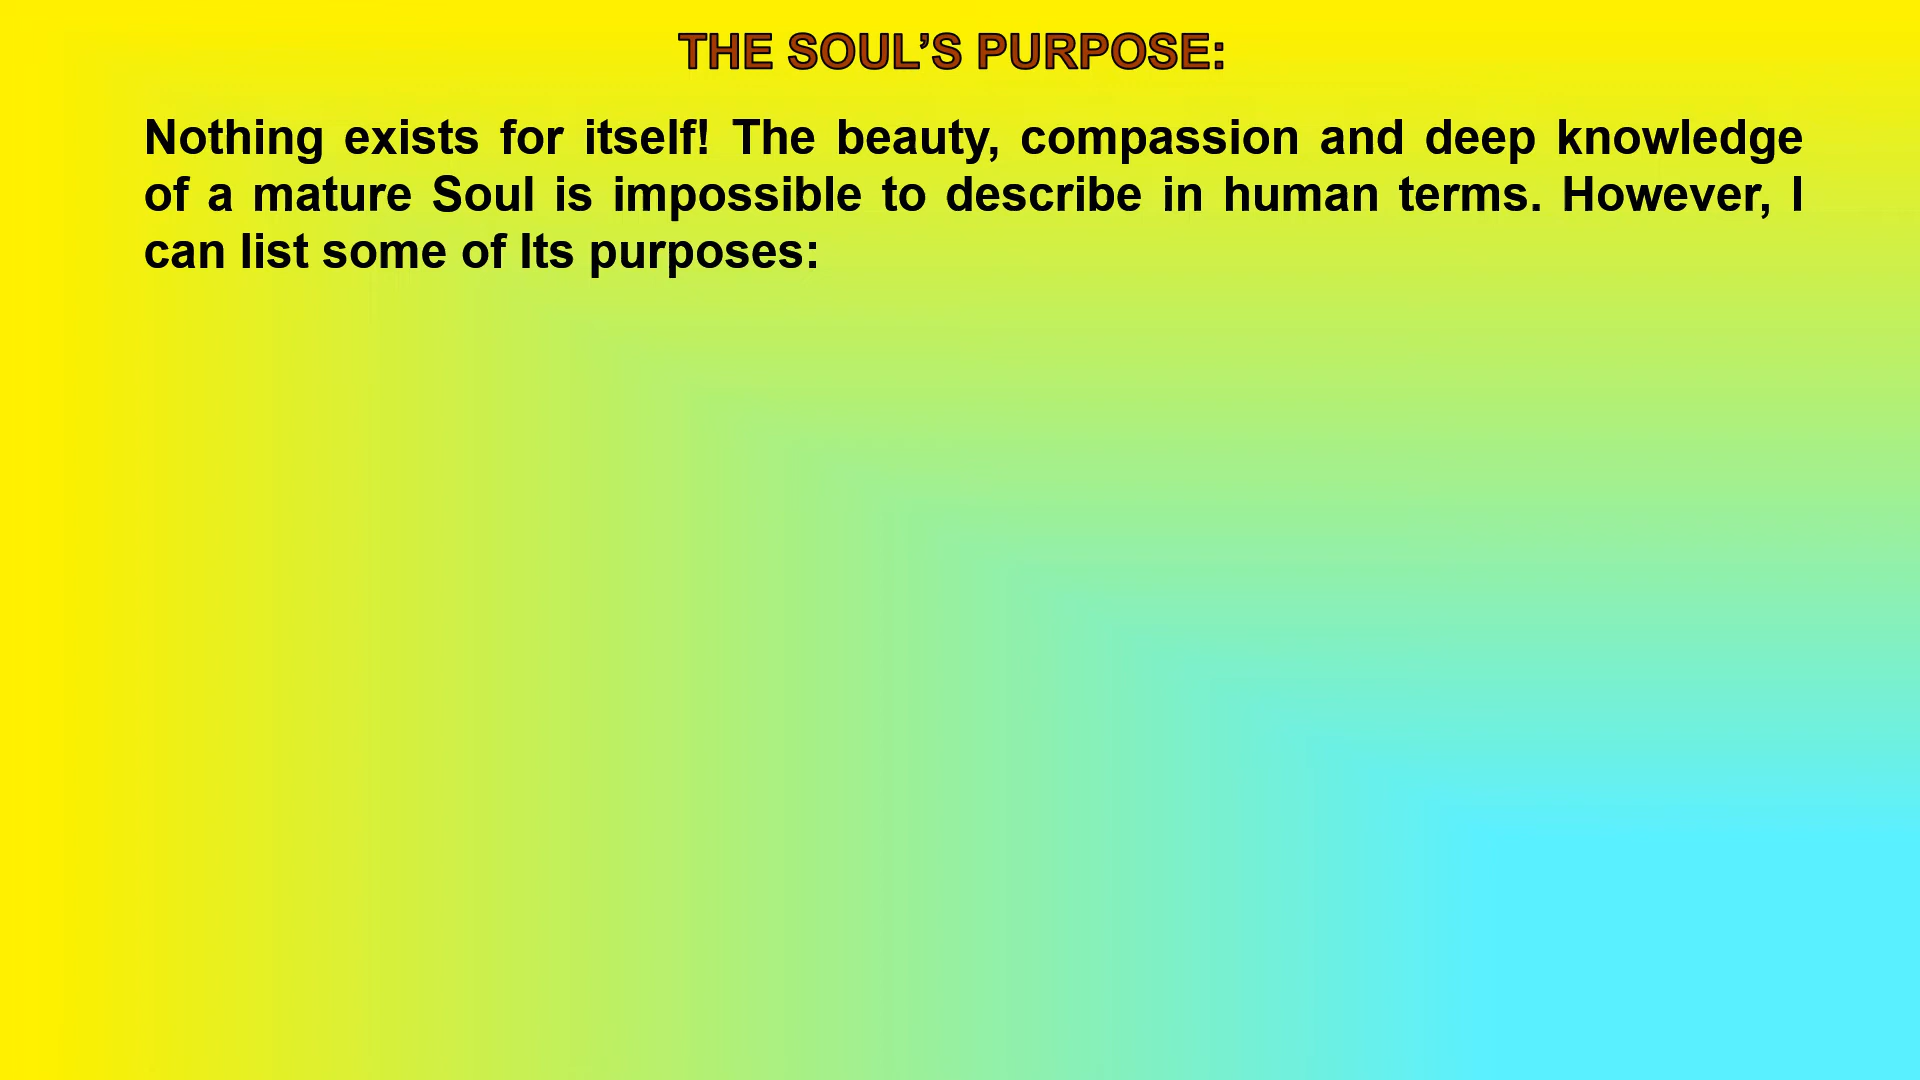 THE SOUL’S PURPOSE:
Nothing exists for itself! The beauty, compassion and deep knowledge
of a mature Soul is impossible to describe in human terms. However, I
can list some of Its purposes: